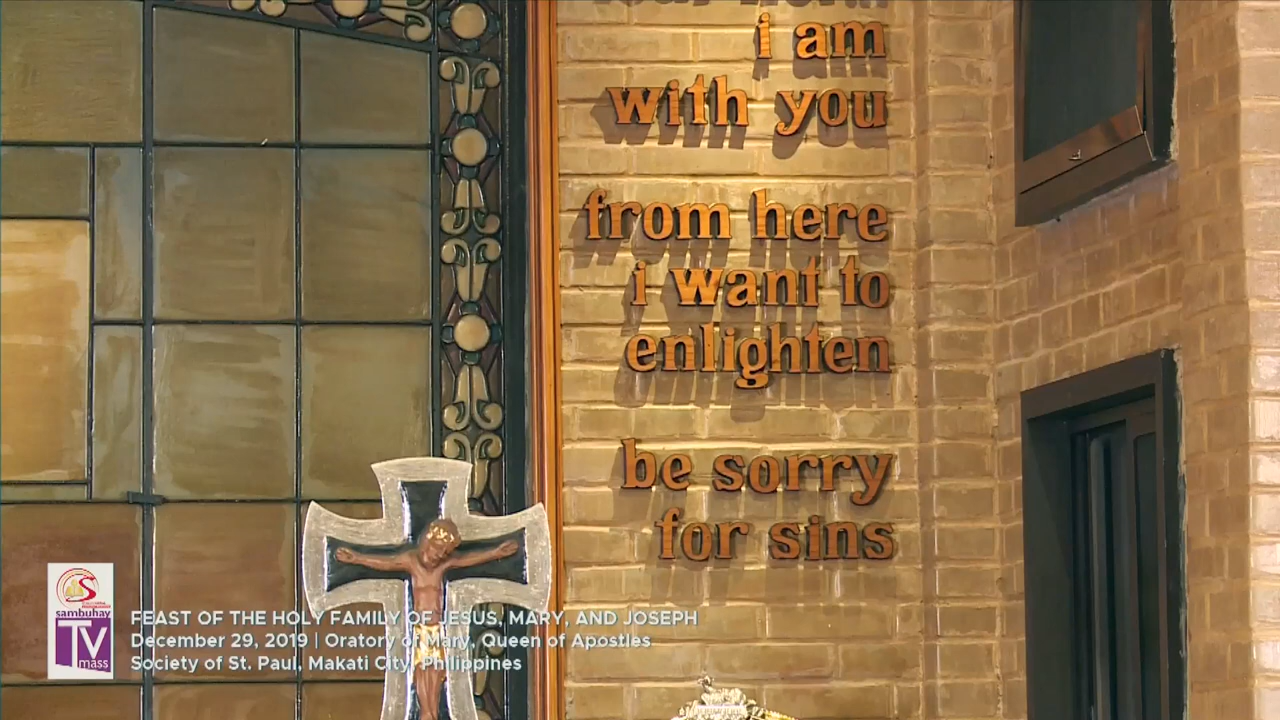 i am
with you
from here
i want to
enlighten
be sorry
for sins
sambuhay
TV
mass
FEAST OF THE HOLY FAMILY OF JESUS, MARY, AND JOSEPH
December 29, 2019 | Oratory of Mary, Queen of Apostles
Society of St. Paul, Makati City, Philippines